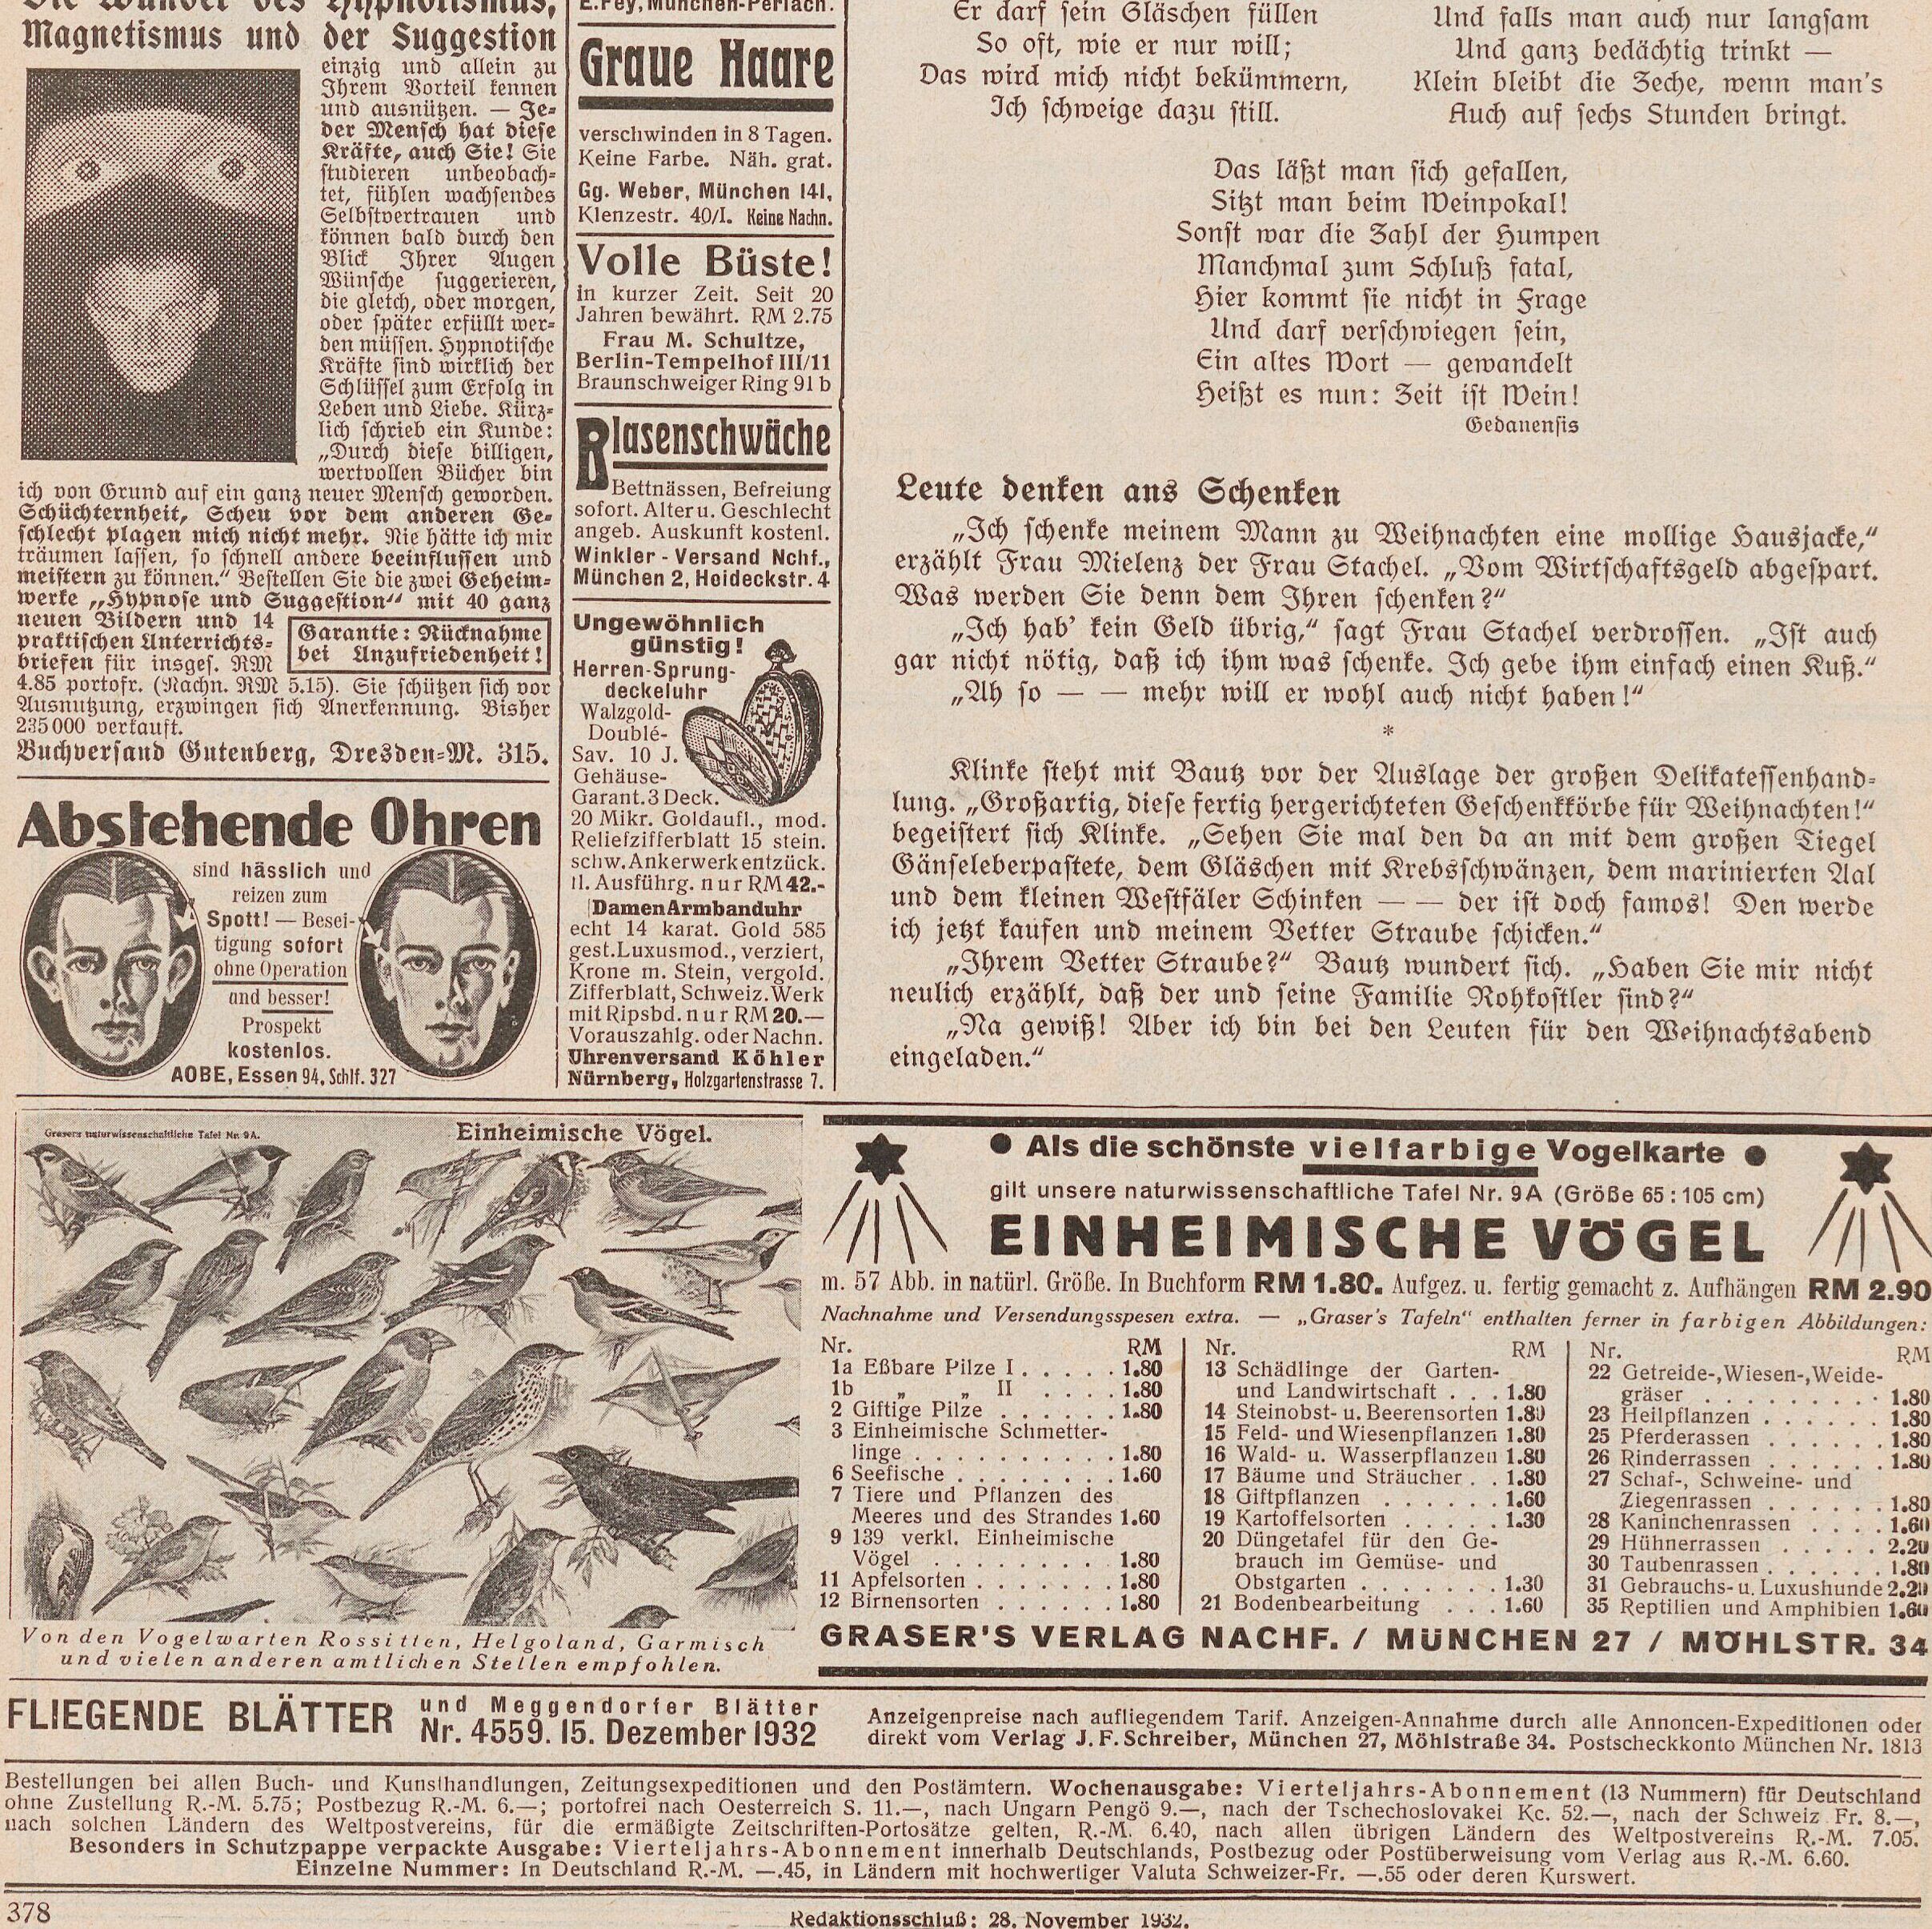 Die Wunder des Hypnotismus,
Magnetismus und der Suggestion
einzig und allein zu
Ihrem Vorteil kennen
und ausnützen. — Je-
der Mensch hat diese
Kräfte, auch Sie! Sie
studieren unbeobach-
tet, fühlen wachsendes
Selbstvertrauen und
können bald durch den
Blick Ihrer Augen
Wünsche suggerieren,
die gleich, oder morgen,
oder später erfüllt wer-
den müssen. Hypnotische
Kräfte sind wirklich der
Schlüssel zum Erfolg in
Leben und Liebe. Kürz-
lich schrieb ein Kunde:
„Durch diese billigen,
wertvollen Bücher bin
ich von Grund auf ein ganz neuer Mensch geworden.
Schüchternheit, Scheu vor dem anderen Ge-
schlecht plagen mich nicht mehr. Nie hätte ich mir
träumen lassen, so schnell andere beeinflussen und
meistern zu können.“ Bestellen Sie die zwei Geheim-
werke „Hypnose und Suggestion“ mit 40 ganz
neuen Bildern und 14
praktischen Unterrichts-
briefen für insges. RM
Garantie: Rücknahme
bei Unzufriedenheit!
4.85 portofr. (Nachn. RM 5.15). Sie schützen sich vor
Ausnutzung, erzwingen sich Anerkennung. Bisher
235 000 verkauft.
Buchversand Gutenberg, Dresden-M. 315.
Abstehende Ohren
sind hässlich und
reizen zum
Spott! — Besei-
tigung sofort
ohne Operation
und besser!
Prospekt
kostenlos.
AOBE, Essen 94, Schlf. 327
E. Fey, München-Perlach.
Graue Haare
verschwinden in 8 Tagen.
Keine Farbe. Näh. grat.
Gg. Weber, München 141,
Klenzestr. 40/I. Keine Nachn.
Volle Büste!
in kurzer Zeit. Seit 20
Jahren bewährt. RM 2.75
Frau M. Schultze,
Berlin-Tempelhof III/11
Braunschweiger Ring 91 b
Blasenschwäche
Bettnässen, Befreiung
sofort. Alter u. Geschlecht
angeb. Auskunft kostenl.
Winkler - Versand Nchf.,
München 2, Heideckstr. 4
Ungewöhnlich
günstig!
Herren-Sprung-
deckeluhr
Walzgold-
Doublé-
Sav. 10 J.
Gehäuse-
Garant. 3 Deck.
20 Mikr. Goldaufl., mod.
Reliefzifferblatt 15 stein.
schw. Ankerwerk entzück.
fl. Ausführg. nur RM 42.-
Damen Armbanduhr
echt 14 karat. Gold 585
gest. Luxusmod., verziert,
Krone m. Stein, vergold.
Zifferblatt, Schweiz. Werk
mit Ripsbd. nur RM 20.—
Vorauszahlg. oder Nachn.
Uhrenversand Köhler
Nürnberg, Holzgartenstrasse 7.
Er darf sein Gläschen füllen
So oft, wie er nur will;
Das wird mich nicht bekümmern,
Ich schweige dazu still.
Und falls man auch nur langsam
Und ganz bedächtig trinkt —
Klein bleibt die Zeche, wenn man's
Auch auf sechs Stunden bringt.
Das läßt man sich gefallen,
Sitzt man beim Weinpokal!
Sonst war die Zahl der Humpen
Manchmal zum Schluß fatal,
Hier kommt sie nicht in Frage
Und darf verschwiegen sein,
Ein altes Wort — gewandelt
Heißt es nun: Zeit ist Wein!
Gedanensis
Leute denken ans Schenken
„Ich schenke meinem Mann zu Weihnachten eine mollige Hausjacke,“
erzählt Frau Mielenz der Frau Stachel. „Vom Wirtschaftsgeld abgespart.
Was werden Sie denn dem Ihren schenken?“
„Ich hab' kein Geld übrig,“ sagt Frau Stachel verdrossen. „Ist auch
gar nicht nötig, daß ich ihm was schenke. Ich gebe ihm einfach einen Kuß.“
„Ah so — — mehr will er wohl auch nicht haben!“
*
Klinke steht mit Bautz vor der Auslage der großen Delikatessenhand-
lung. „Großartig, diese fertig hergerichteten Geschenkkörbe für Weihnachten!“
begeistert sich Klinke. „Sehen Sie mal den da an mit dem großen Tiegel
Gänseleberpastete, dem Gläschen mit Krebsschwänzen, dem marinierten Aal
und dem kleinen Westfäler Schinken — — der ist doch famos! Den werde
ich jetzt kaufen und meinem Vetter Straube schicken.“
„Ihrem Vetter Straube?“ Bautz wundert sich. „Haben Sie mir nicht
neulich erzählt, daß der und seine Familie Rohköstler sind?“
„Na gewiß! Aber ich bin bei den Leuten für den Weihnachtsabend
eingeladen.“
Grasers naturwissenschaftliche Tafel Nr. 9A.
Einheimische Vögel.
Von den Vogelwarten Rossitten, Helgoland, Garmisch
und vielen anderen amtlichen Stellen empfohlen.
● Als die schönste vielfarbige Vogelkarte ●
gilt unsere naturwissenschaftliche Tafel Nr. 9A (Größe 65 : 105 cm)
EINHEIMISCHE VÖGEL
m. 57 Abb. in natürl. Größe. In Buchform RM 1.80. Aufgez. u. fertig gemacht z. Aufhängen RM 2.90
Nachnahme und Versendungsspesen extra. — „Graser's Tafeln“ enthalten ferner in farbigen Abbildungen:
Nr. RM
1a Eßbare Pilze I . . . . . 1.80
1b „ „ II . . . . 1.80
2 Giftige Pilze . . . . . . 1.80
3 Einheimische Schmetter-
linge . . . . . . . . . . 1.80
6 Seefische . . . . . . . . 1.60
7 Tiere und Pflanzen des
Meeres und des Strandes 1.60
9 139 verkl. Einheimische
Vögel . . . . . . . . . 1.80
11 Apfelsorten . . . . . . . 1.80
12 Birnensorten . . . . . . 1.80
Nr. RM
13 Schädlinge der Garten-
und Landwirtschaft . . . 1.80
14 Steinobst- u. Beerensorten 1.80
15 Feld- und Wiesenpflanzen 1.80
16 Wald- u. Wasserpflanzen 1.80
17 Bäume und Sträucher . . 1.80
18 Giftpflanzen . . . . . . 1.60
19 Kartoffelsorten . . . . . 1.30
20 Düngetafel für den Ge-
brauch im Gemüse- und
Obstgarten . . . . . . . 1.30
21 Bodenbearbeitung . . . 1.60
Nr. RM
22 Getreide-, Wiesen-, Weide-
gräser . . . . . . . . . 1.80
23 Heilpflanzen . . . . . . 1.80
25 Pferderassen . . . . . . 1.80
26 Rinderrassen . . . . . . 1.80
27 Schaf-, Schweine- und
Ziegenrassen . . . . . . 1.80
28 Kaninchenrassen . . . . 1.60
29 Hühnerrassen . . . . . 2.20
30 Taubenrassen . . . . . . 1.80
31 Gebrauchs- u. Luxushunde 2.20
35 Reptilien und Amphibien 1.60
GRASER'S VERLAG NACHF. / MÜNCHEN 27 / MÖHLSTR. 34
FLIEGENDE BLÄTTER
und Meggendorfer Blätter
Nr. 4559. 15. Dezember 1932
Anzeigenpreise nach aufliegendem Tarif. Anzeigen-Annahme durch alle Annoncen-Expeditionen oder
direkt vom Verlag J. F. Schreiber, München 27, Möhlstraße 34. Postscheckkonto München Nr. 1813
Bestellungen bei allen Buch- und Kunsthandlungen, Zeitungsexpeditionen und den Postämtern. Wochenausgabe: Vierteljahrs-Abonnement (13 Nummern) für Deutschland
ohne Zustellung R.-M. 5.75; Postbezug R.-M. 6.—; portofrei nach Oesterreich S. 11.—, nach Ungarn Pengö 9.—, nach der Tschechoslovakei Kc. 52.—, nach der Schweiz Fr. 8.—,
nach solchen Ländern des Weltpostvereins, für die ermäßigte Zeitschriften-Portosätze gelten, R.-M. 6.40, nach allen übrigen Ländern des Weltpostvereins R.-M. 7.05.
Besonders in Schutzpappe verpackte Ausgabe: Vierteljahrs-Abonnement innerhalb Deutschlands, Postbezug oder Postüberweisung vom Verlag aus R.-M. 6.60.
Einzelne Nummer: In Deutschland R.-M. —.45, in Ländern mit hochwertiger Valuta Schweizer-Fr. —.55 oder deren Kurswert.
378
Redaktionsschluß: 28. November 1932.